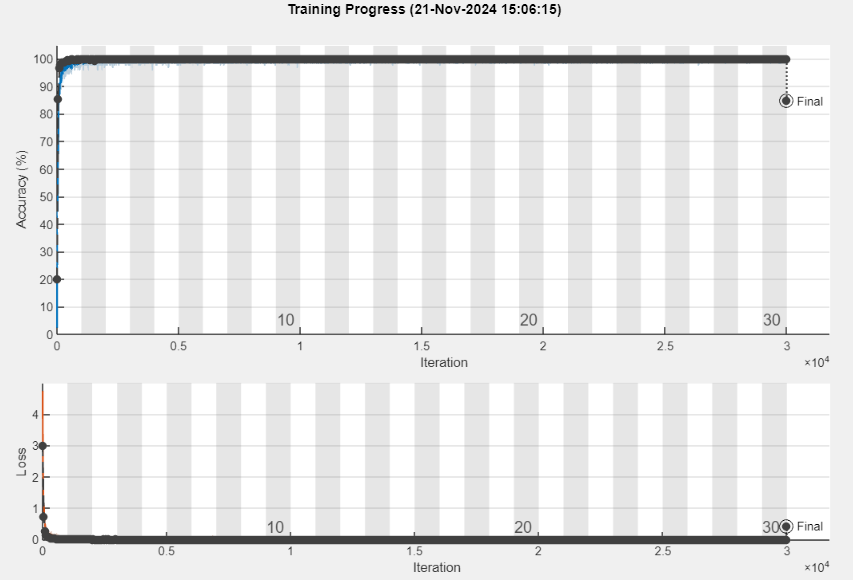 Training Progress (21-Nov-2024 15:06:15)
100
90
80
70
60
50
40
30
20
10
0
Accuracy (%)
Final
10 20 30
0 0.5 1 1.5 2 2.5 3
Iteration
×10⁴
4
3
2
1
0
Loss
10 20 30 Final
0 0.5 1 1.5 2 2.5 3
Iteration
×10⁴